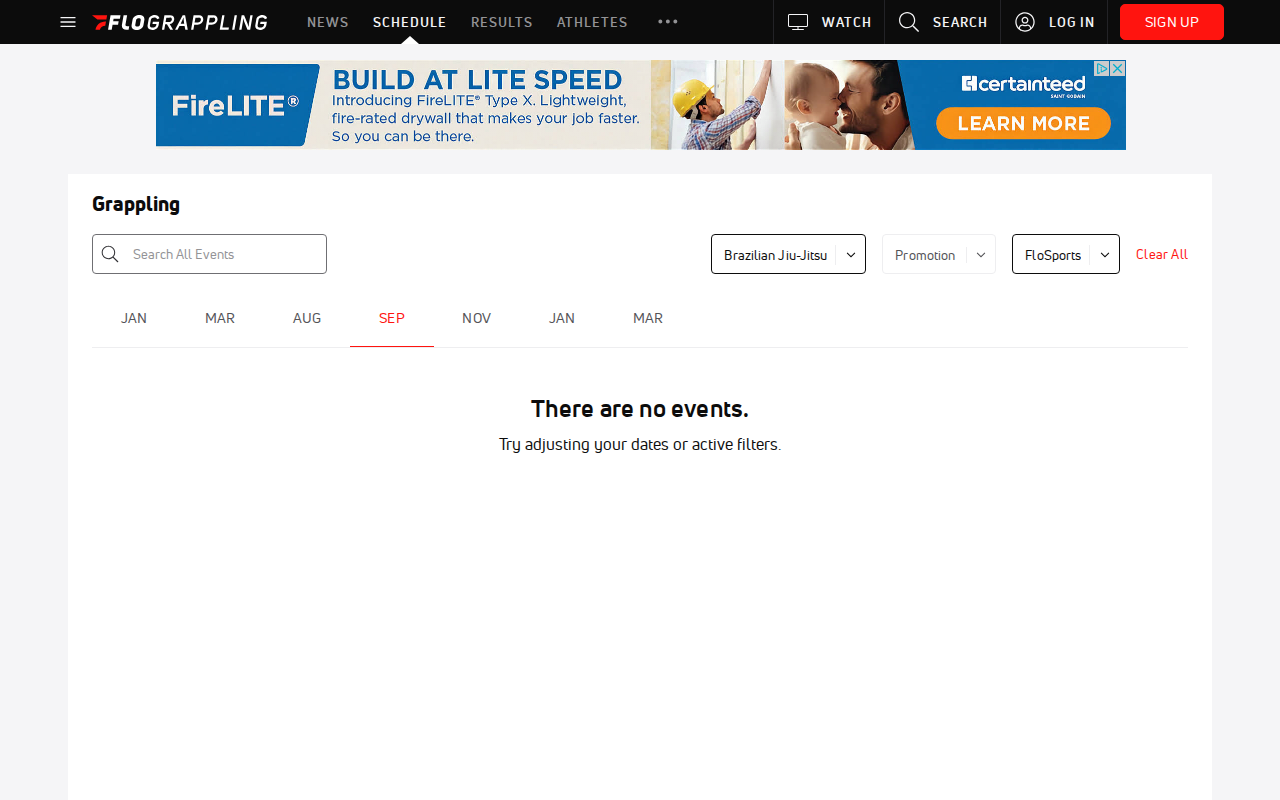 FLOGRAPPLING
NEWS
SCHEDULE
RESULTS
ATHLETES
WATCH
SEARCH
LOG IN
SIGN UP
FireLITE®
BUILD AT LITE SPEED
Introducing FireLITE® Type X. Lightweight,
fire-rated drywall that makes your job faster.
So you can be there.
certainteed
SAINT-GOBAIN
LEARN MORE
Grappling
Search All Events
Brazilian Jiu-Jitsu
Promotion
FloSports
Clear All
JAN
MAR
AUG
SEP
NOV
JAN
MAR
There are no events.
Try adjusting your dates or active filters.